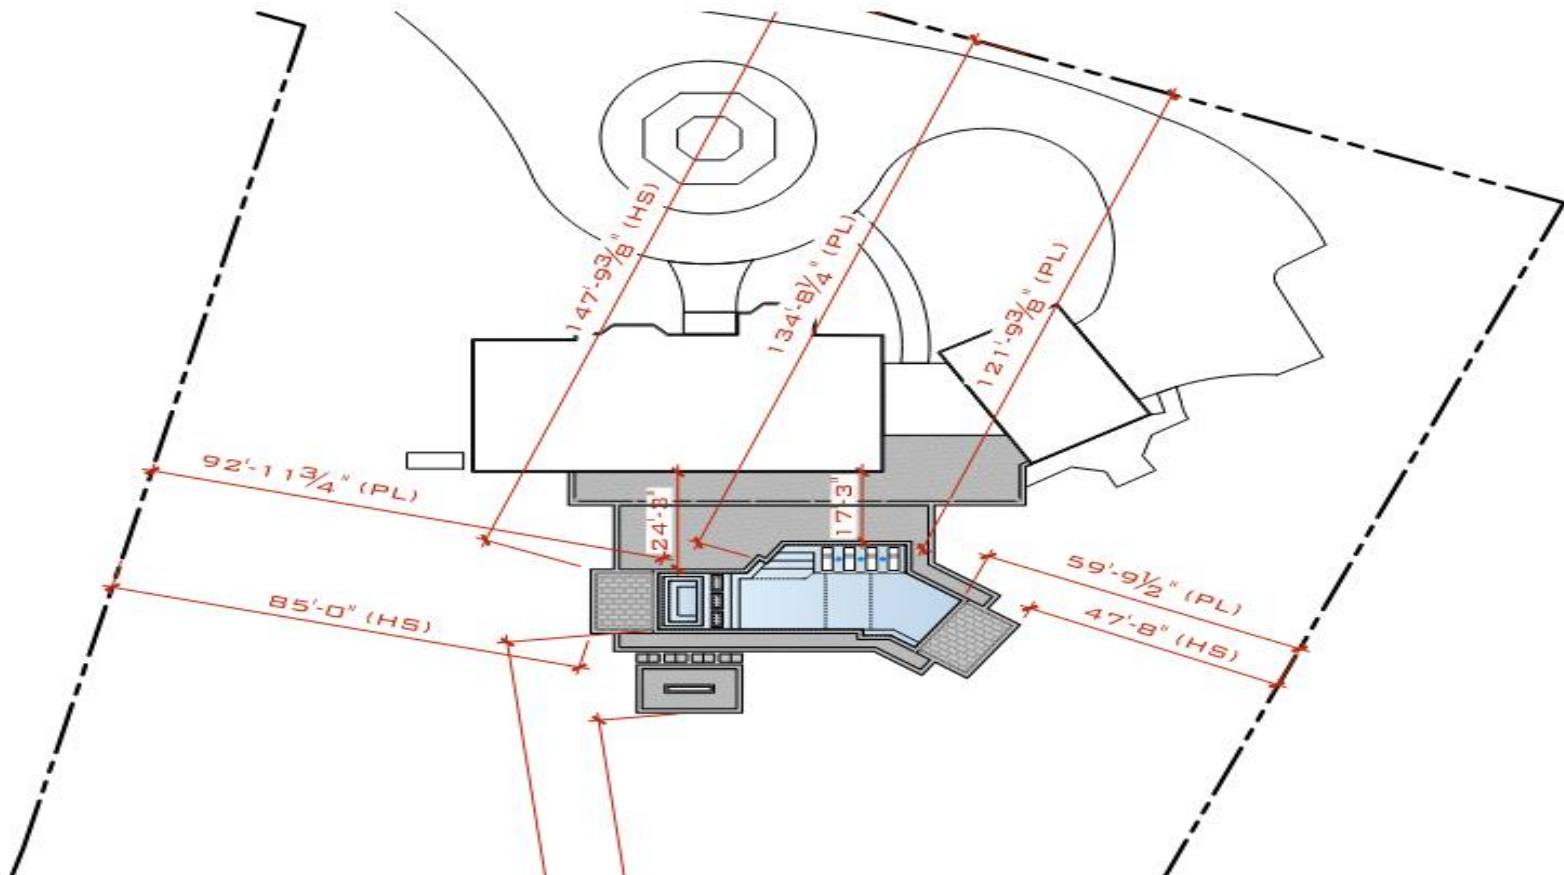 147'-9 3/8" (HS)
134'-8 1/4" (PL)
121'-9 3/8" (PL)
92'-11 3/4" (PL)
24'-3"
17'-3"
59'-9 1/2" (PL)
85'-0" (HS)
47'-8" (HS)